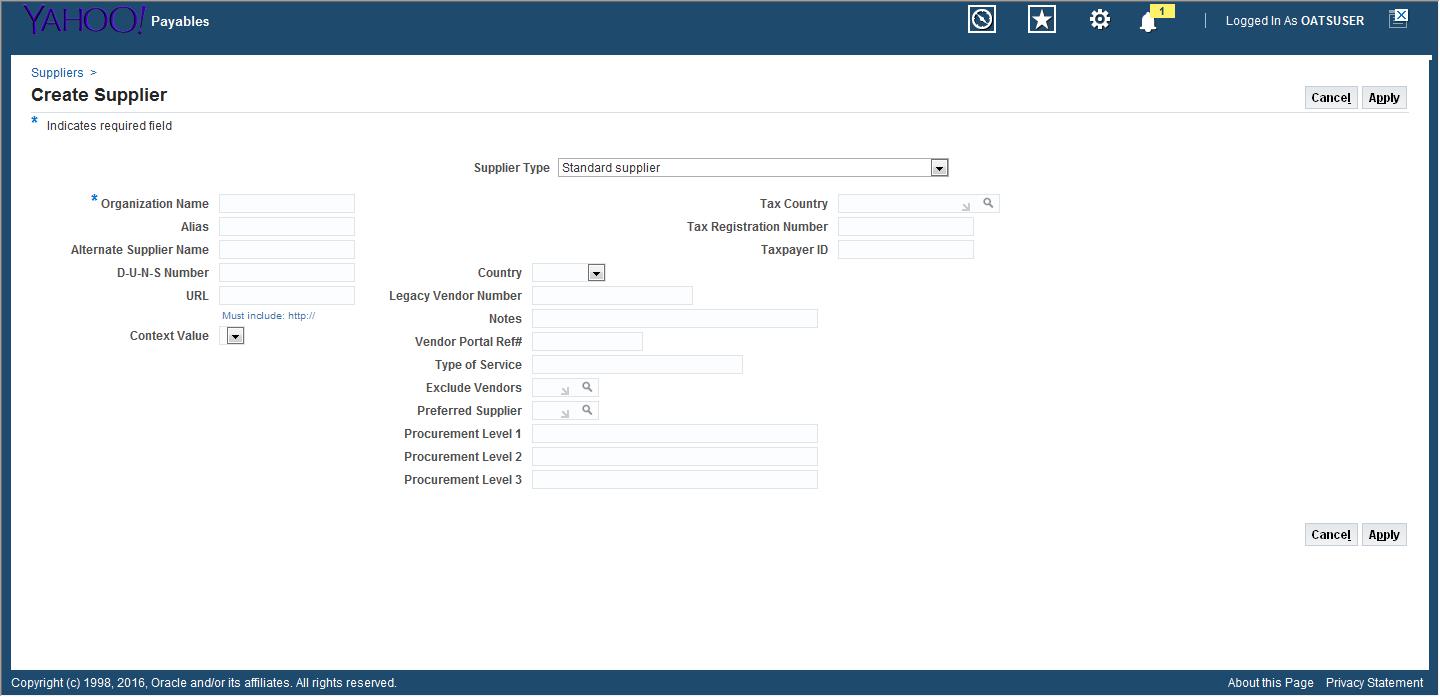 YAHOO! Payables 1 Logged In As OATSUSER
Suppliers >
Create Supplier Cancel Apply
* Indicates required field
Supplier Type Standard supplier
* Organization Name Tax Country
Alias Tax Registration Number
Alternate Supplier Name Taxpayer ID
D-U-N-S Number Country
URL Legacy Vendor Number
Must include: http:// Notes
Context Value Vendor Portal Ref#
Type of Service
Exclude Vendors
Preferred Supplier
Procurement Level 1
Procurement Level 2
Procurement Level 3
Cancel Apply
Copyright (c) 1998, 2016, Oracle and/or its affiliates. All rights reserved. About this Page Privacy Statement